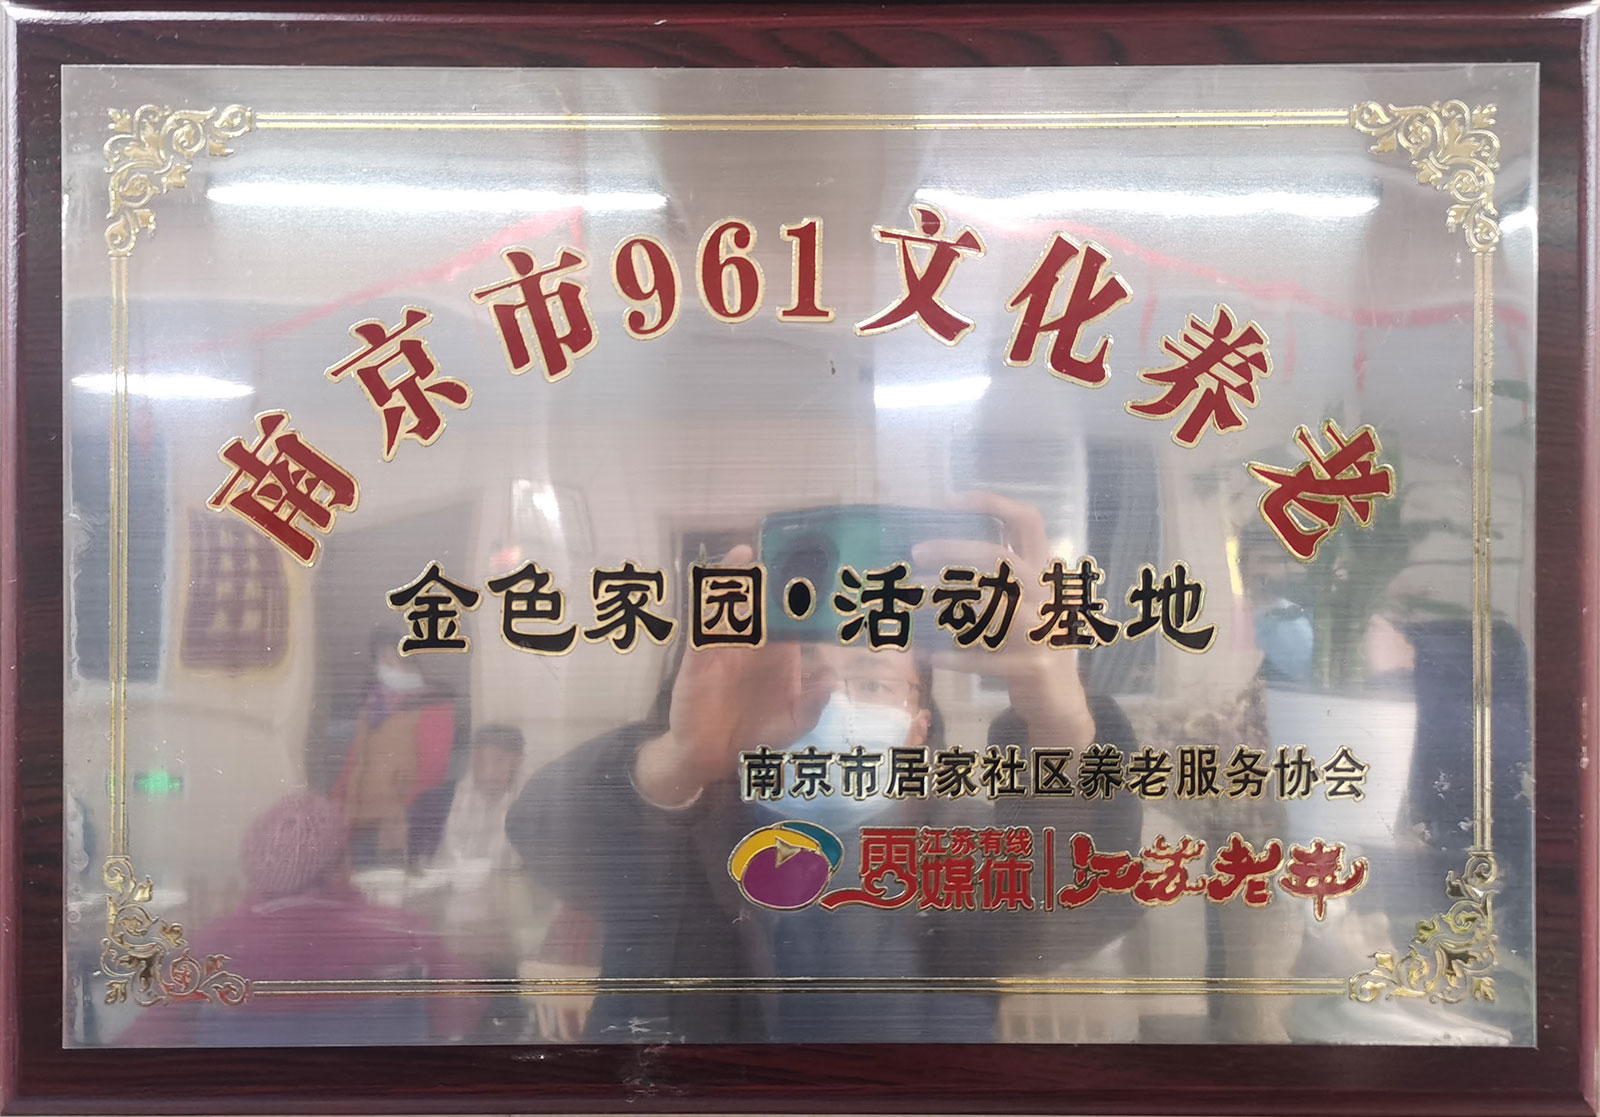 南京市961文化养老
金色家园·活动基地
南京市居家社区养老服务协会
江苏有线
云媒体
江苏老年